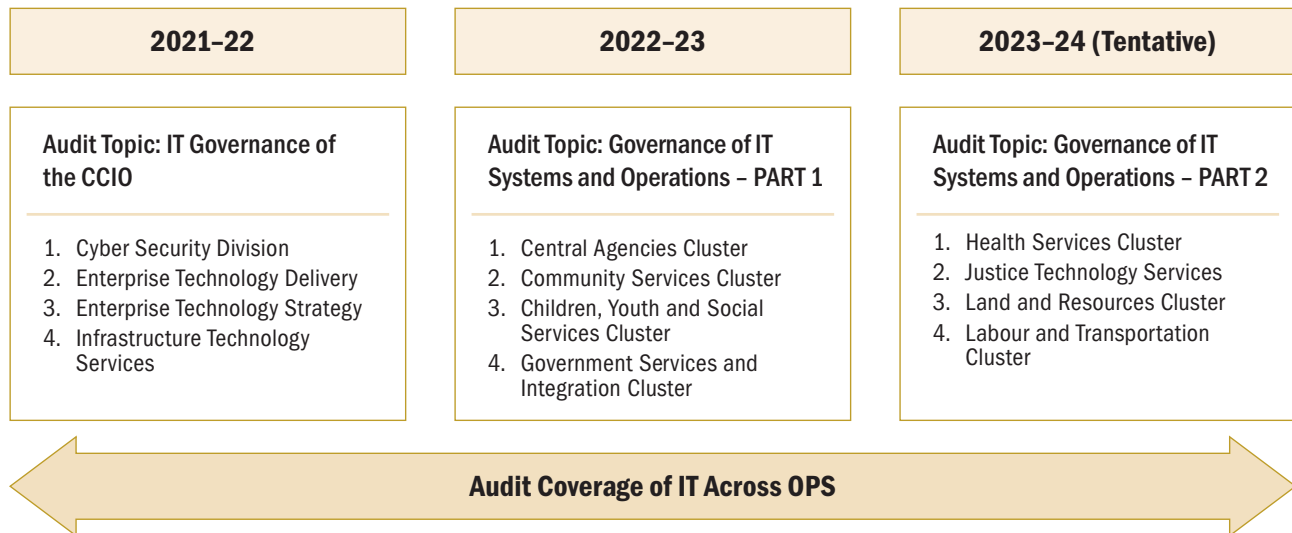 2021–22
2022–23
2023–24 (Tentative)
Audit Topic: IT Governance of
the CCIO
1. Cyber Security Division
2. Enterprise Technology Delivery
3. Enterprise Technology Strategy
4. Infrastructure Technology
Services
Audit Topic: Governance of IT
Systems and Operations – PART 1
1. Central Agencies Cluster
2. Community Services Cluster
3. Children, Youth and Social
Services Cluster
4. Government Services and
Integration Cluster
Audit Topic: Governance of IT
Systems and Operations – PART 2
1. Health Services Cluster
2. Justice Technology Services
3. Land and Resources Cluster
4. Labour and Transportation
Cluster
Audit Coverage of IT Across OPS